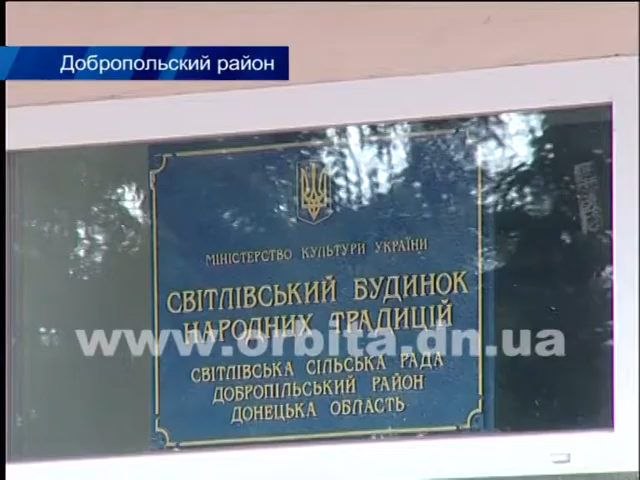 Добропольский район
МІНІСТЕРСТВО КУЛЬТУРИ УКРАЇНИ
СВІТЛІВСЬКИЙ БУДИНОК
НАРОДНИХ ТРАДИЦІЙ
www.orbita.dn.ua
СВІТЛІВСЬКА СІЛЬСЬКА РАДА
ДОБРОПІЛЬСЬКИЙ РАЙОН
ДОНЕЦЬКА ОБЛАСТЬ